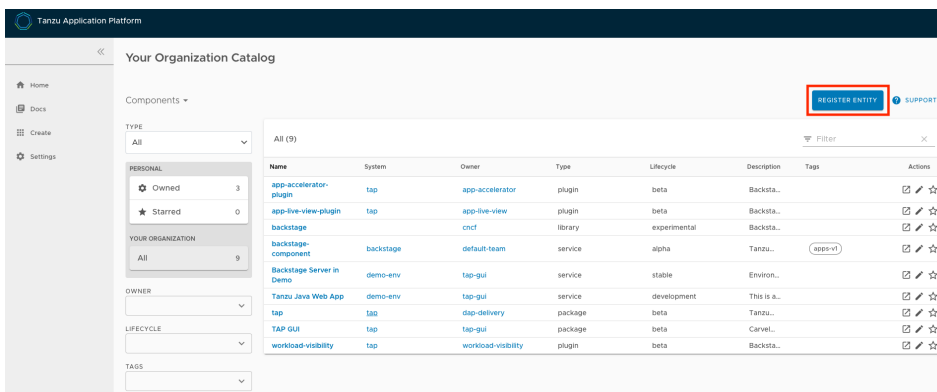 Tanzu Application Platform
Home
Docs
Create
Settings
Your Organization Catalog
Components
REGISTER ENTITY
SUPPORT
TYPE
All
PERSONAL
Owned 3
Starred 0
YOUR ORGANIZATION
All 9
OWNER
LIFECYCLE
TAGS
All (9)
Filter
Name System Owner Type Lifecycle Description Tags Actions
app-accelerator-
plugin tap app-accelerator plugin beta Backsta...
app-live-view-plugin tap app-live-view plugin beta Backsta...
backstage cncf library experimental Backsta...
backstage-
component backstage default-team service alpha Tanzu... apps-v1
Backstage Server in
Demo demo-env tap-gui service stable Environ...
Tanzu Java Web App demo-env tap-gui service development This is a...
tap tap dap-delivery package beta Tanzu...
TAP GUI tap tap-gui package beta Carvel...
workload-visibility tap workload-visibility plugin beta Backsta...